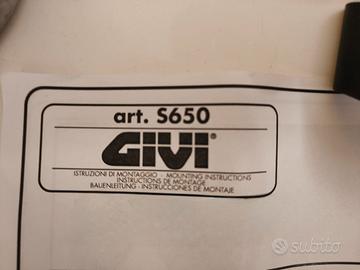 art. S650
GIVI
ISTRUZIONI DI MONTAGGIO - MOUNTING INSTRUCTIONS
INSTRUCTIONS DE MONTAGE
BAUENLEITUNG - INSTRUCCIONES DE MONTAJE
subito